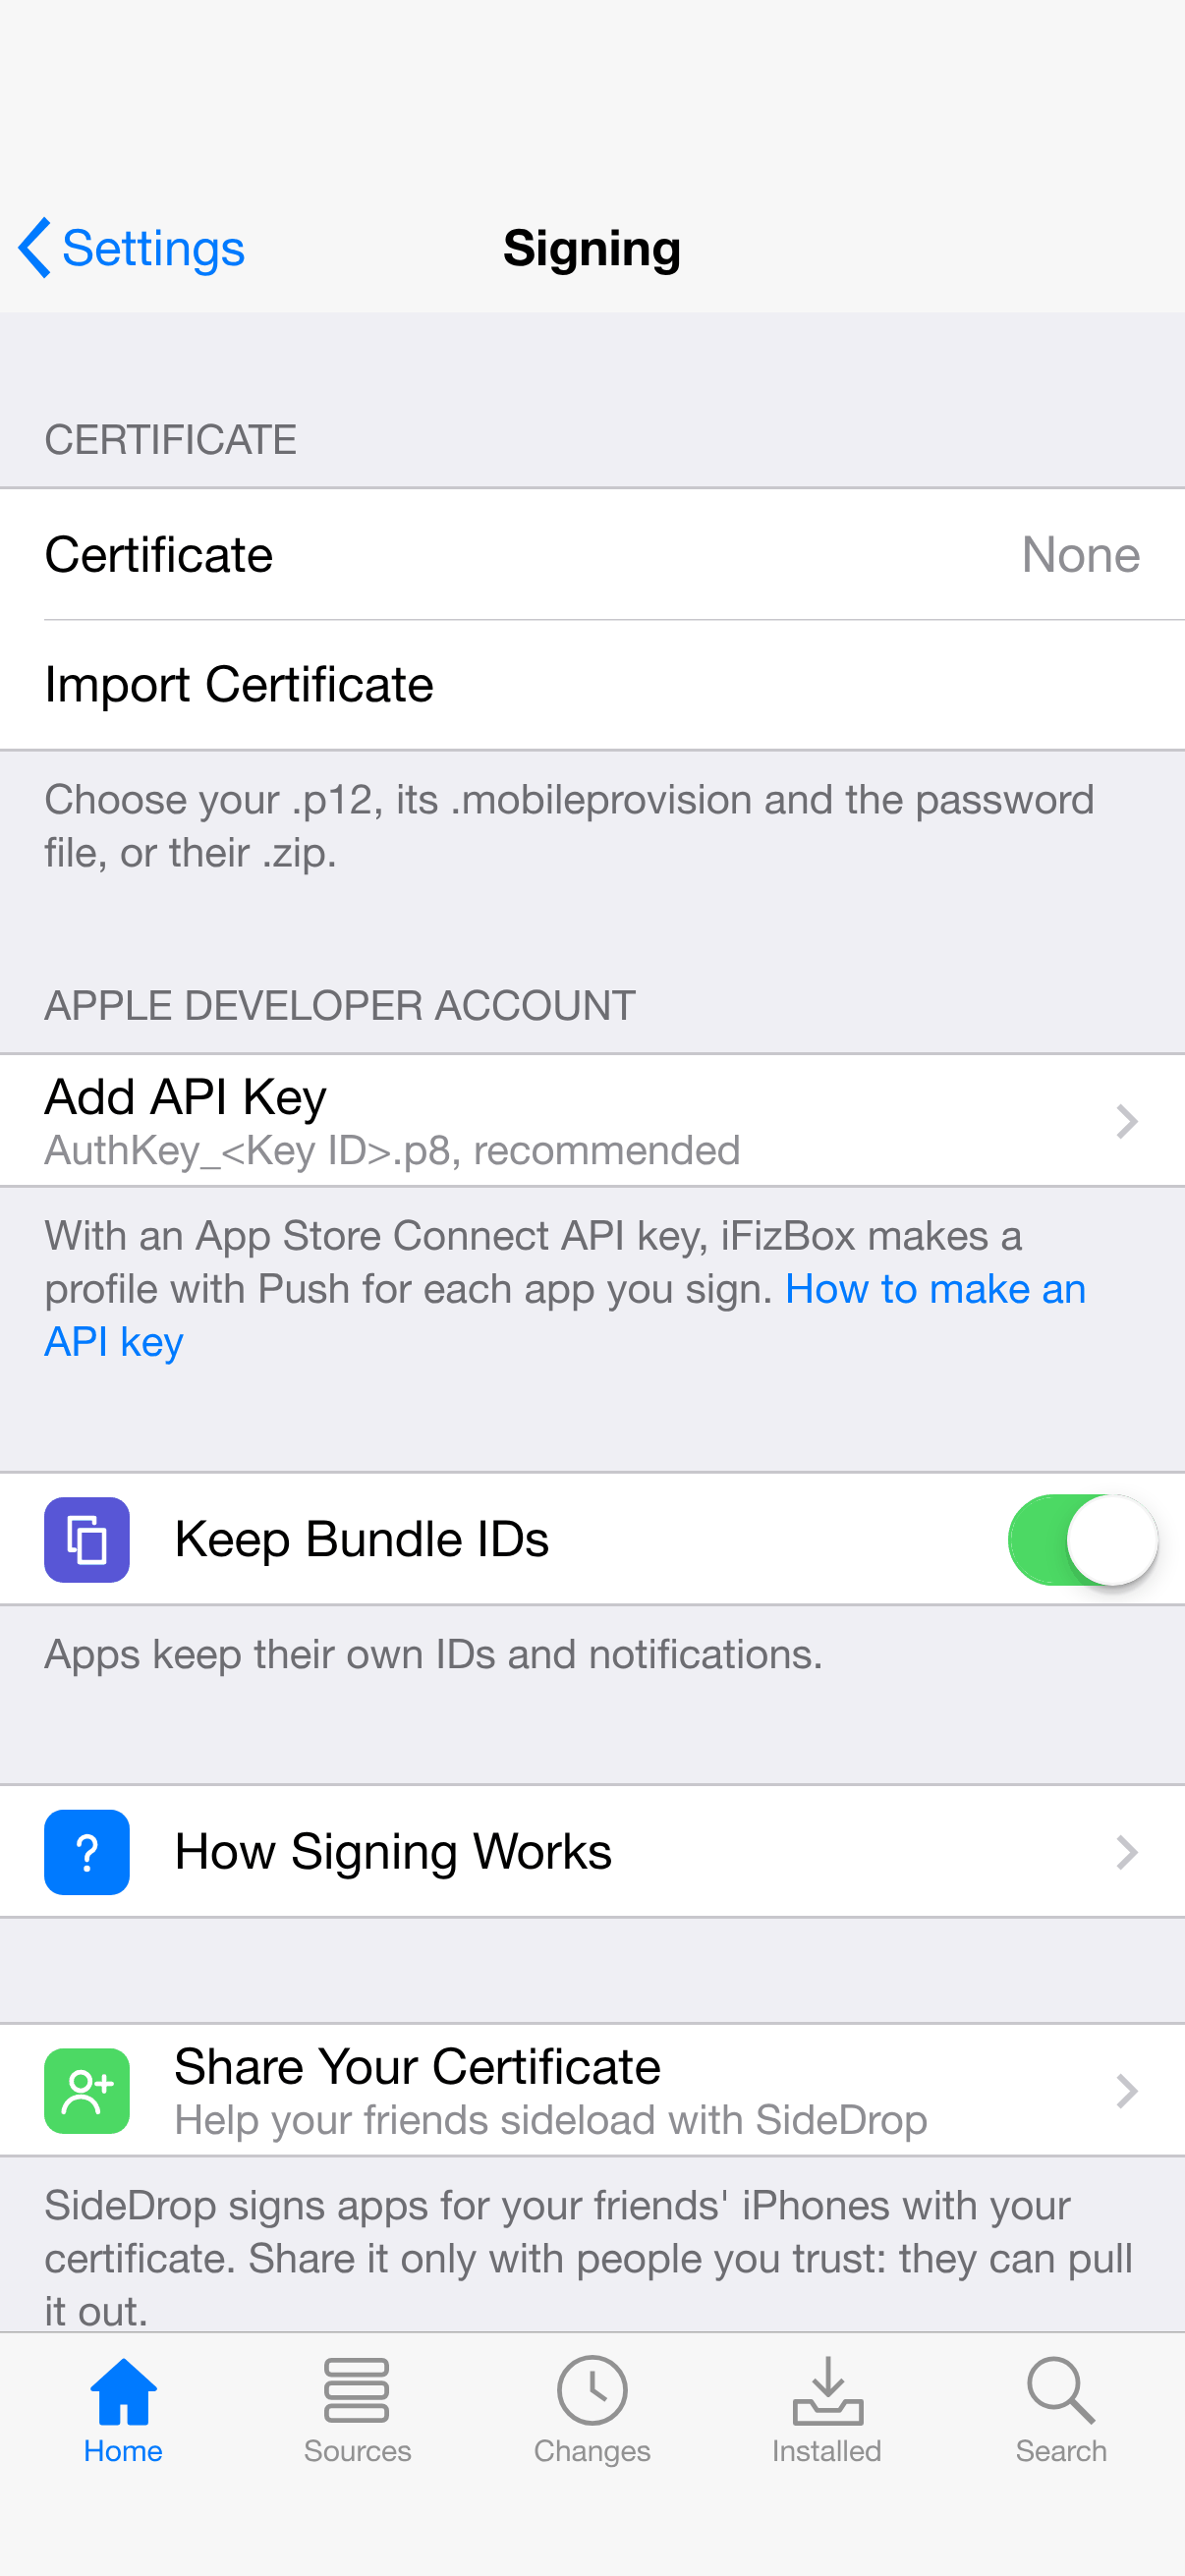 Settings
Signing
CERTIFICATE
Certificate
None
Import Certificate
Choose your .p12, its .mobileprovision and the password
file, or their .zip.
APPLE DEVELOPER ACCOUNT
Add API Key
AuthKey_<Key ID>.p8, recommended
With an App Store Connect API key, iFizBox makes a
profile with Push for each app you sign. How to make an
API key
Keep Bundle IDs
Apps keep their own IDs and notifications.
?
How Signing Works
Share Your Certificate
Help your friends sideload with SideDrop
SideDrop signs apps for your friends' iPhones with your
certificate. Share it only with people you trust: they can pull
it out.
Home
Sources
Changes
Installed
Search